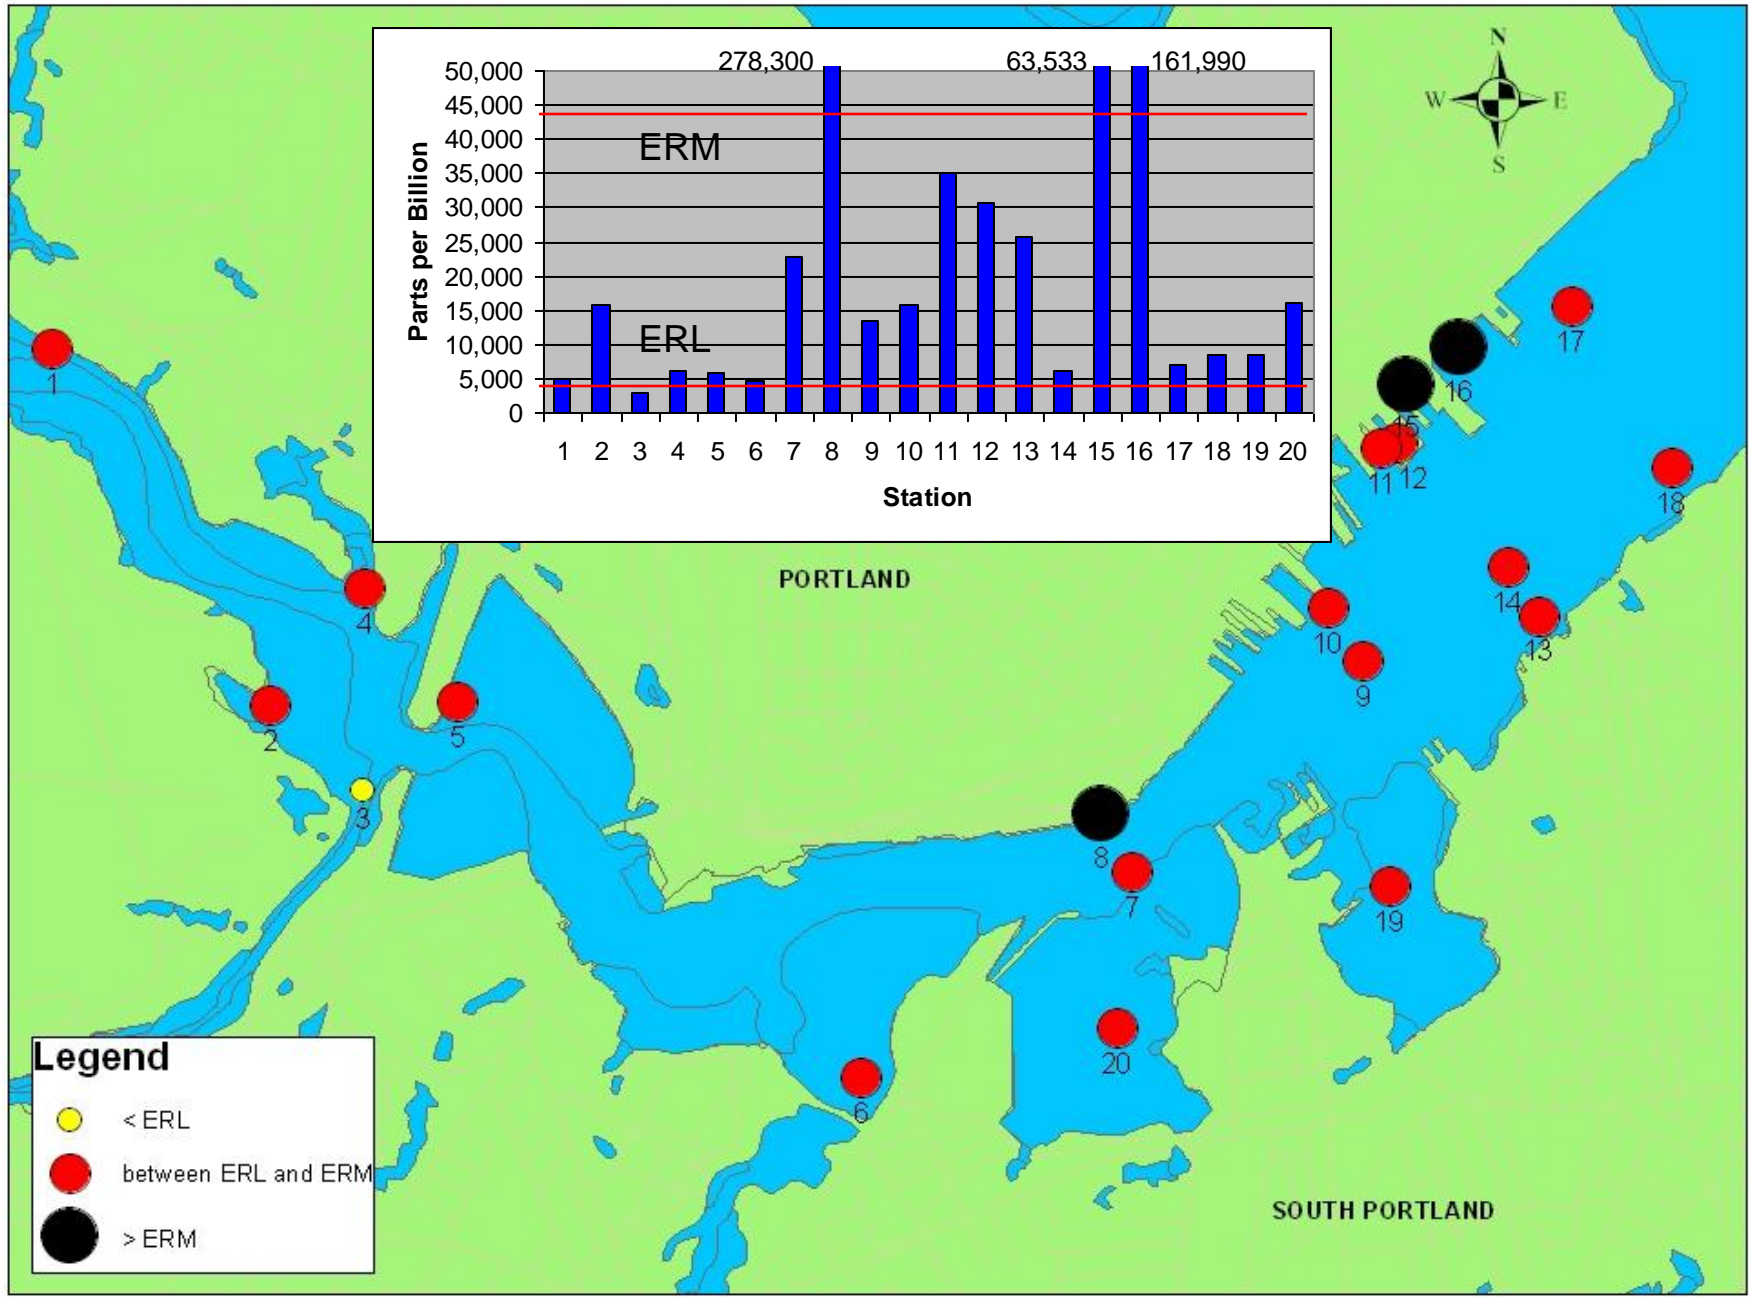 N
W E
S
278,300 63,533 161,990
50,000
45,000
40,000
35,000
30,000
25,000
20,000
15,000
10,000
5,000
0
Parts per Billion
ERM
ERL
1 2 3 4 5 6 7 8 9 10 11 12 13 14 15 16 17 18 19 20
Station
PORTLAND
SOUTH PORTLAND
1
2
3
4
5
6
7
8
9
10
11
12
13
14
15
16
17
18
19
20
Legend
< ERL
between ERL and ERM
> ERM